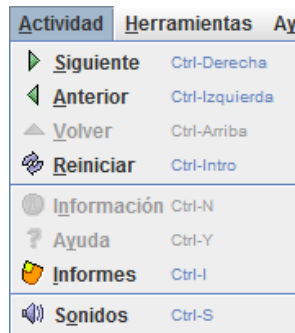 Actividad Herramientas Ay
Siguiente Ctrl-Derecha
Anterior Ctrl-Izquierda
Volver Ctrl-Arriba
Reiniciar Ctrl-Intro
Información Ctrl-N
Ayuda Ctrl-Y
Informes Ctrl-I
Sonidos Ctrl-S